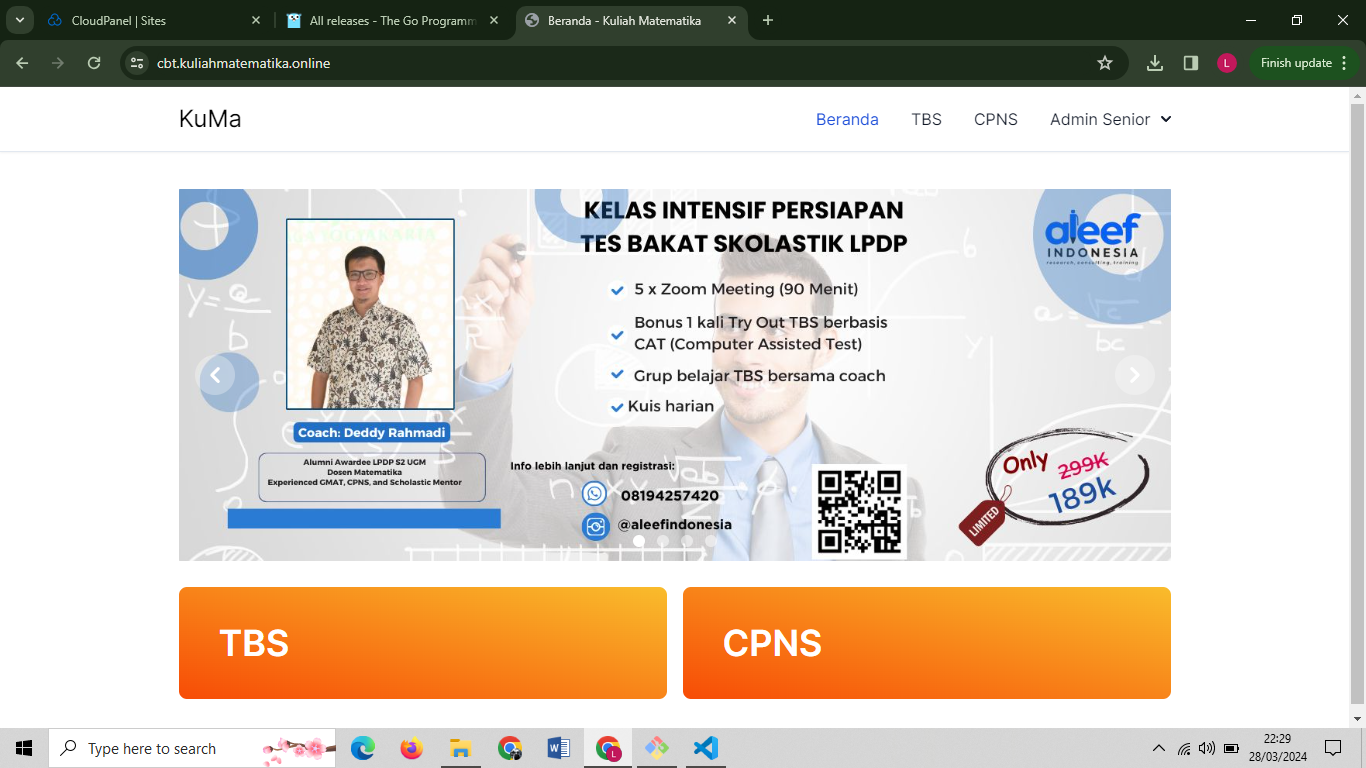 CloudPanel | Sites
All releases - The Go Programm
Beranda - Kuliah Matematika
cbt.kuliahmatematika.online
L
Finish update
KuMa
Beranda
TBS
CPNS
Admin Senior
KELAS INTENSIF PERSIAPAN
TES BAKAT SKOLASTIK LPDP
aleef
INDONESIA
research, consulting, training
5 x Zoom Meeting (90 Menit)
Bonus 1 kali Try Out TBS berbasis
CAT (Computer Assisted Test)
Grup belajar TBS bersama coach
Kuis harian
Coach: Deddy Rahmadi
Alumni Awardee LPDP S2 UGM
Dosen Matematika
Experienced GMAT, CPNS, and Scholastic Mentor
Info lebih lanjut dan registrasi:
08194257420
@aleefindonesia
Only
299K
189k
LIMITED
TBS
CPNS
Type here to search
L
22:29
28/03/2024